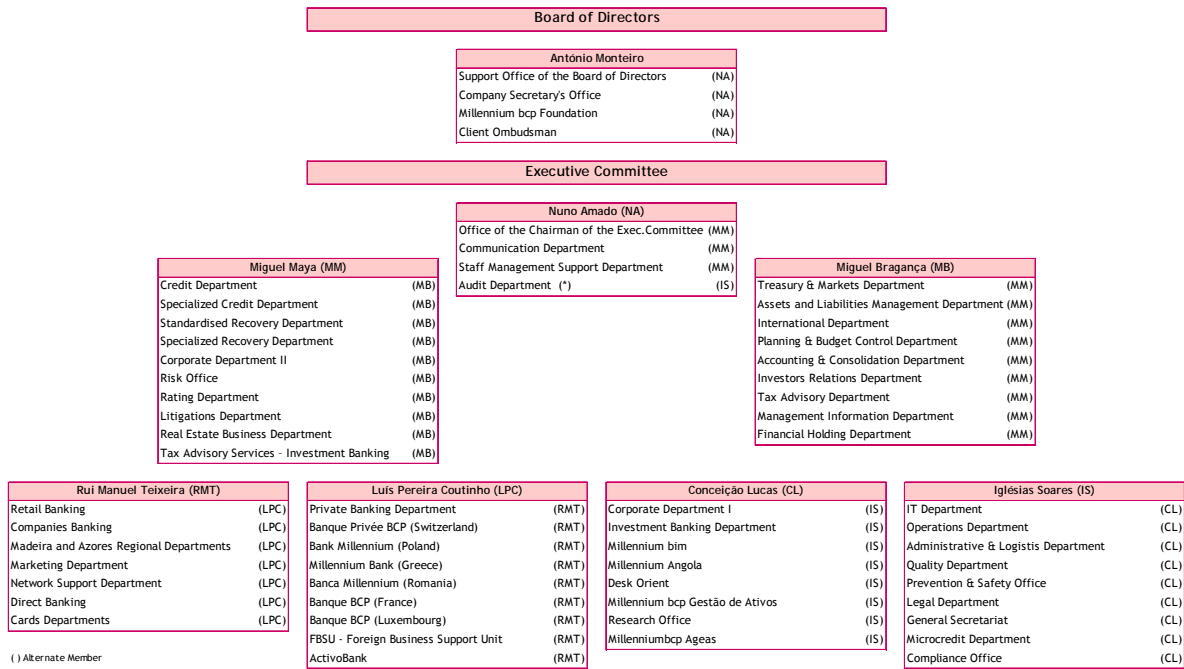 Board of Directors
António Monteiro
Support Office of the Board of Directors (NA)
Company Secretary's Office (NA)
Millennium bcp Foundation (NA)
Client Ombudsman (NA)
Executive Committee
Nuno Amado (NA)
Office of the Chairman of the Exec.Committee (MM)
Communication Department (MM)
Staff Management Support Department (MM)
Audit Department (*) (IS)
Miguel Maya (MM)
Credit Department (MB)
Specialized Credit Department (MB)
Standardised Recovery Department (MB)
Specialized Recovery Department (MB)
Corporate Department II (MB)
Risk Office (MB)
Rating Department (MB)
Litigations Department (MB)
Real Estate Business Department (MB)
Tax Advisory Services - Investment Banking (MB)
Miguel Bragança (MB)
Treasury & Markets Department (MM)
Assets and Liabilities Management Department (MM)
International Department (MM)
Planning & Budget Control Department (MM)
Accounting & Consolidation Department (MM)
Investors Relations Department (MM)
Tax Advisory Department (MM)
Management Information Department (MM)
Financial Holding Department (MM)
Rui Manuel Teixeira (RMT)
Retail Banking (LPC)
Companies Banking (LPC)
Madeira and Azores Regional Departments (LPC)
Marketing Department (LPC)
Network Support Department (LPC)
Direct Banking (LPC)
Cards Departments (LPC)
Luís Pereira Coutinho (LPC)
Private Banking Department (RMT)
Banque Privée BCP (Switzerland) (RMT)
Bank Millennium (Poland) (RMT)
Millennium Bank (Greece) (RMT)
Banca Millennium (Romania) (RMT)
Banque BCP (France) (RMT)
Banque BCP (Luxembourg) (RMT)
FBSU - Foreign Business Support Unit (RMT)
ActivoBank (RMT)
Conceição Lucas (CL)
Corporate Department I (IS)
Investment Banking Department (IS)
Millennium bim (IS)
Millennium Angola (IS)
Desk Orient (IS)
Millennium bcp Gestão de Ativos (IS)
Research Office (IS)
Millenniumbcp Ageas (IS)
Iglésias Soares (IS)
IT Department (CL)
Operations Department (CL)
Administrative & Logistis Department (CL)
Quality Department (CL)
Prevention & Safety Office (CL)
Legal Department (CL)
General Secretariat (CL)
Microcredit Department (CL)
Compliance Office (CL)
( ) Alternate Member